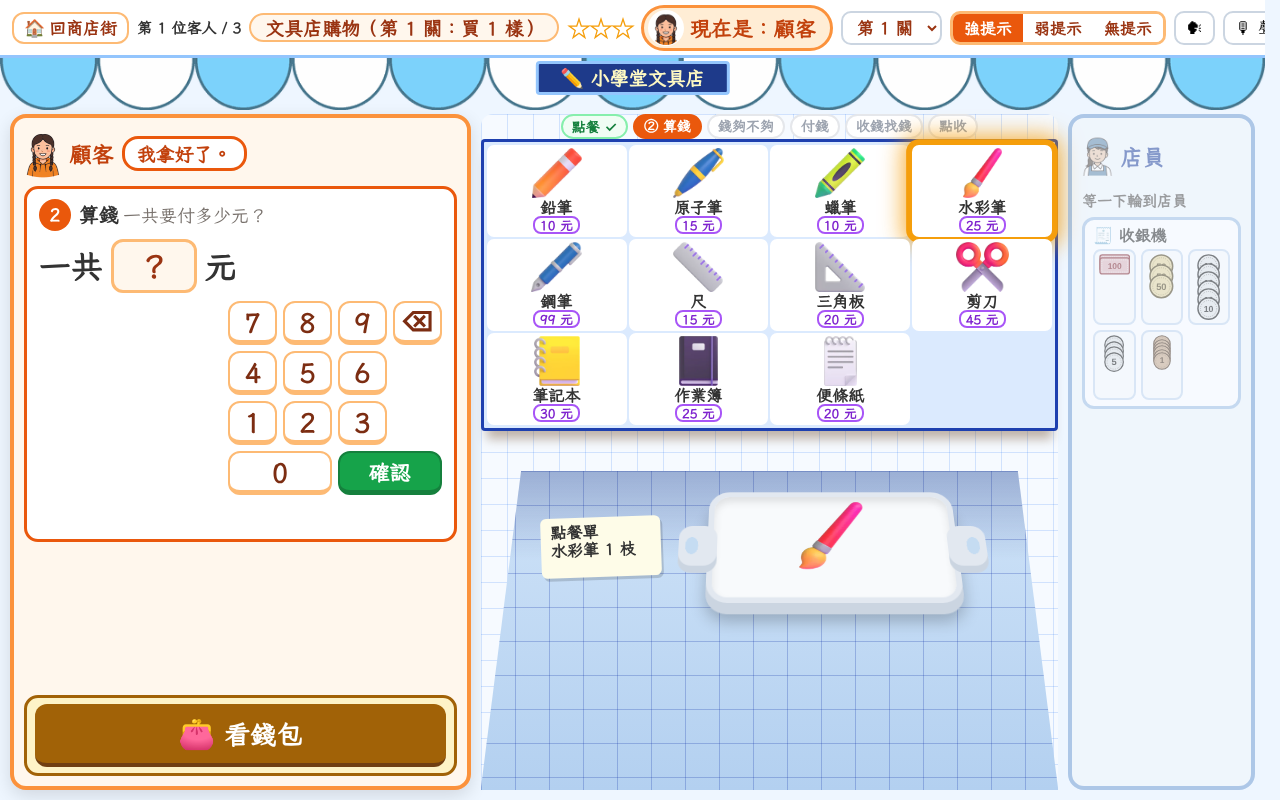 回商店街
第 1 位客人 / 3
文具店購物（第 1 關：買 1 樣）
現在是：顧客
第 1 關
強提示 弱提示 無提示
小學堂文具店
顧客
我拿好了。
2 算錢 一共要付多少元？
一共 ? 元
7 8 9
4 5 6
1 2 3
0 確認
看錢包
點餐 ✓ ② 算錢 錢夠不夠 付錢 收錢找錢 點收
鉛筆 原子筆 蠟筆 水彩筆
10 元 15 元 10 元 25 元
鋼筆 尺 三角板 剪刀
99 元 15 元 20 元 45 元
筆記本 作業簿 便條紙
30 元 25 元 20 元
點餐單
水彩筆 1 枝
店員
等一下輪到店員
收銀機
100 50 10
5 1